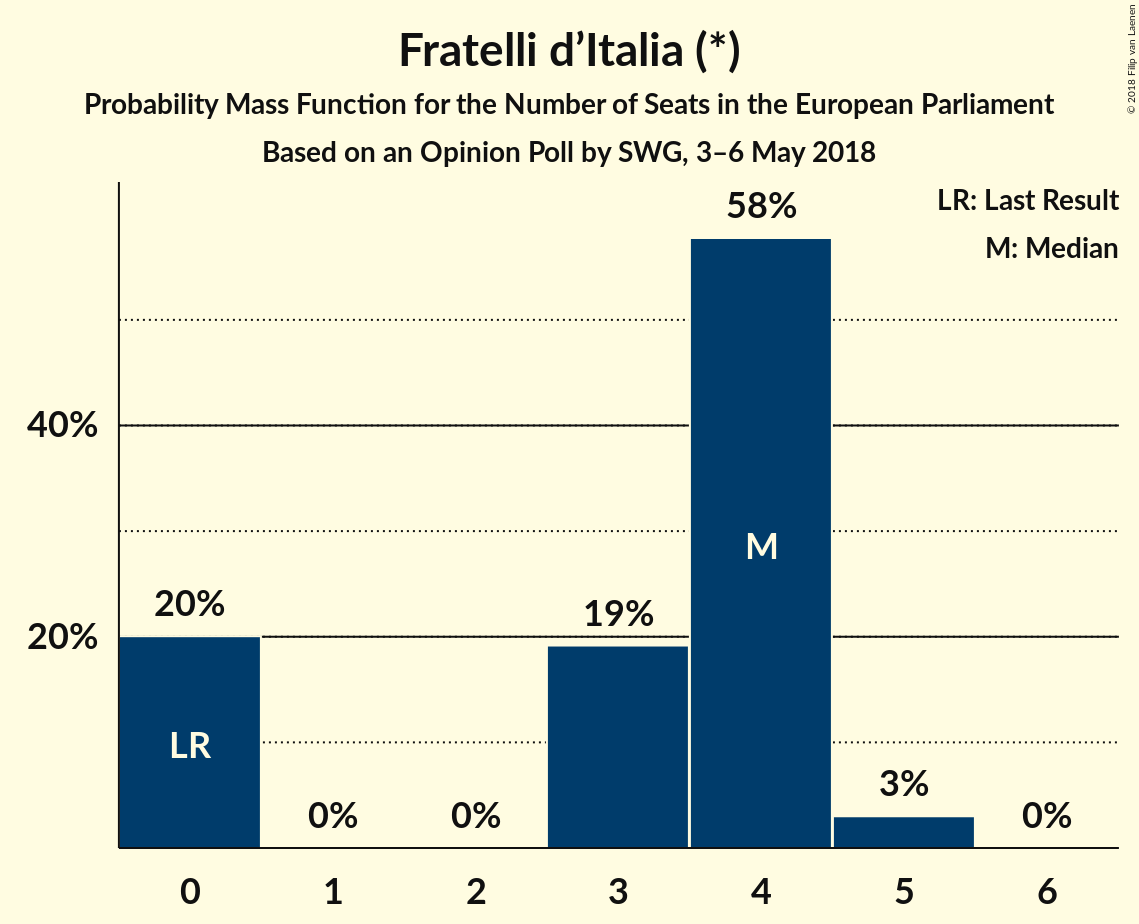 Fratelli d’Italia (*)
Probability Mass Function for the Number of Seats in the European Parliament
Based on an Opinion Poll by SWG, 3–6 May 2018
© 2018 Filip van Laenen
LR: Last Result
M: Median
58%
40%
M
20%
19%
20%
LR
3%
0%
0%
0%
0
1
2
3
4
5
6